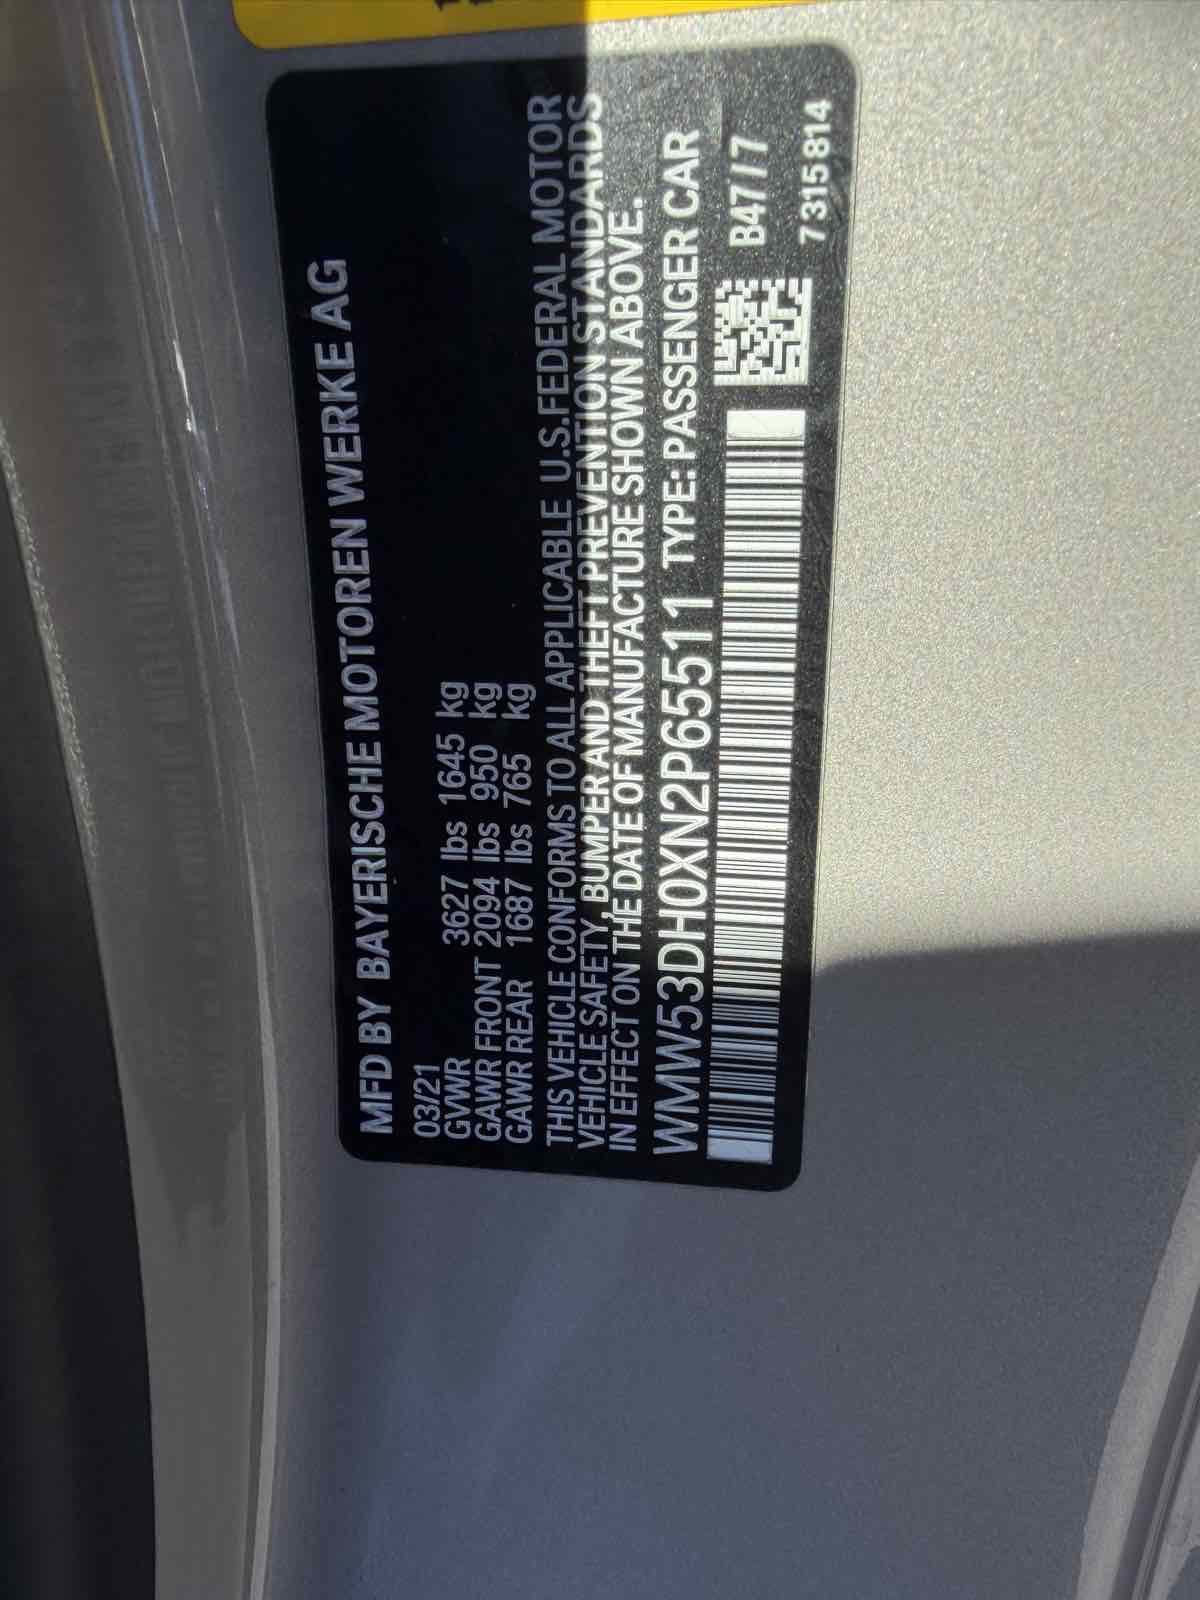 MFD BY BAYERISCHE MOTOREN WERKE AG
03/21
GVWR 3627 lbs 1645 kg
GAWR FRONT 2094 lbs 950 kg
GAWR REAR 1687 lbs 765 kg
THIS VEHICLE CONFORMS TO ALL APPLICABLE U.S.FEDERAL MOTOR
VEHICLE SAFETY, BUMPER AND THEFT PREVENTION STANDARDS
IN EFFECT ON THE DATE OF MANUFACTURE SHOWN ABOVE.
WMW53DH0XN2P65511 TYPE: PASSENGER CAR
B47/7
7315814